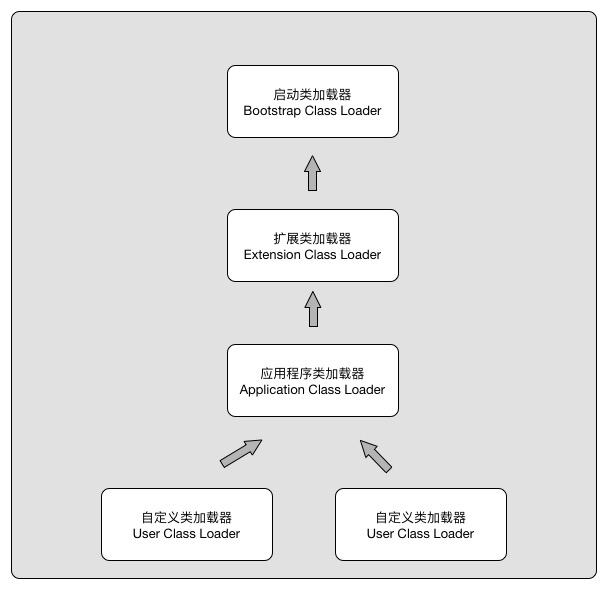 启动类加载器
Bootstrap Class Loader
扩展类加载器
Extension Class Loader
应用程序类加载器
Application Class Loader
自定义类加载器
User Class Loader
自定义类加载器
User Class Loader